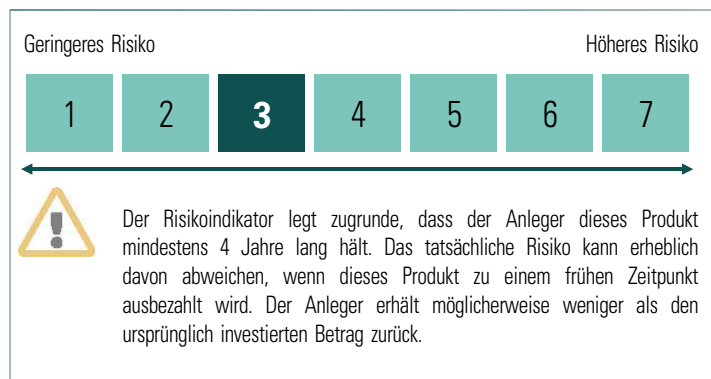 Geringeres Risiko Höheres Risiko
1 2 3 4 5 6 7
Der Risikoindikator legt zugrunde, dass der Anleger dieses Produkt
mindestens 4 Jahre lang hält. Das tatsächliche Risiko kann erheblich
davon abweichen, wenn dieses Produkt zu einem frühen Zeitpunkt
ausbezahlt wird. Der Anleger erhält möglicherweise weniger als den
ursprünglich investierten Betrag zurück.